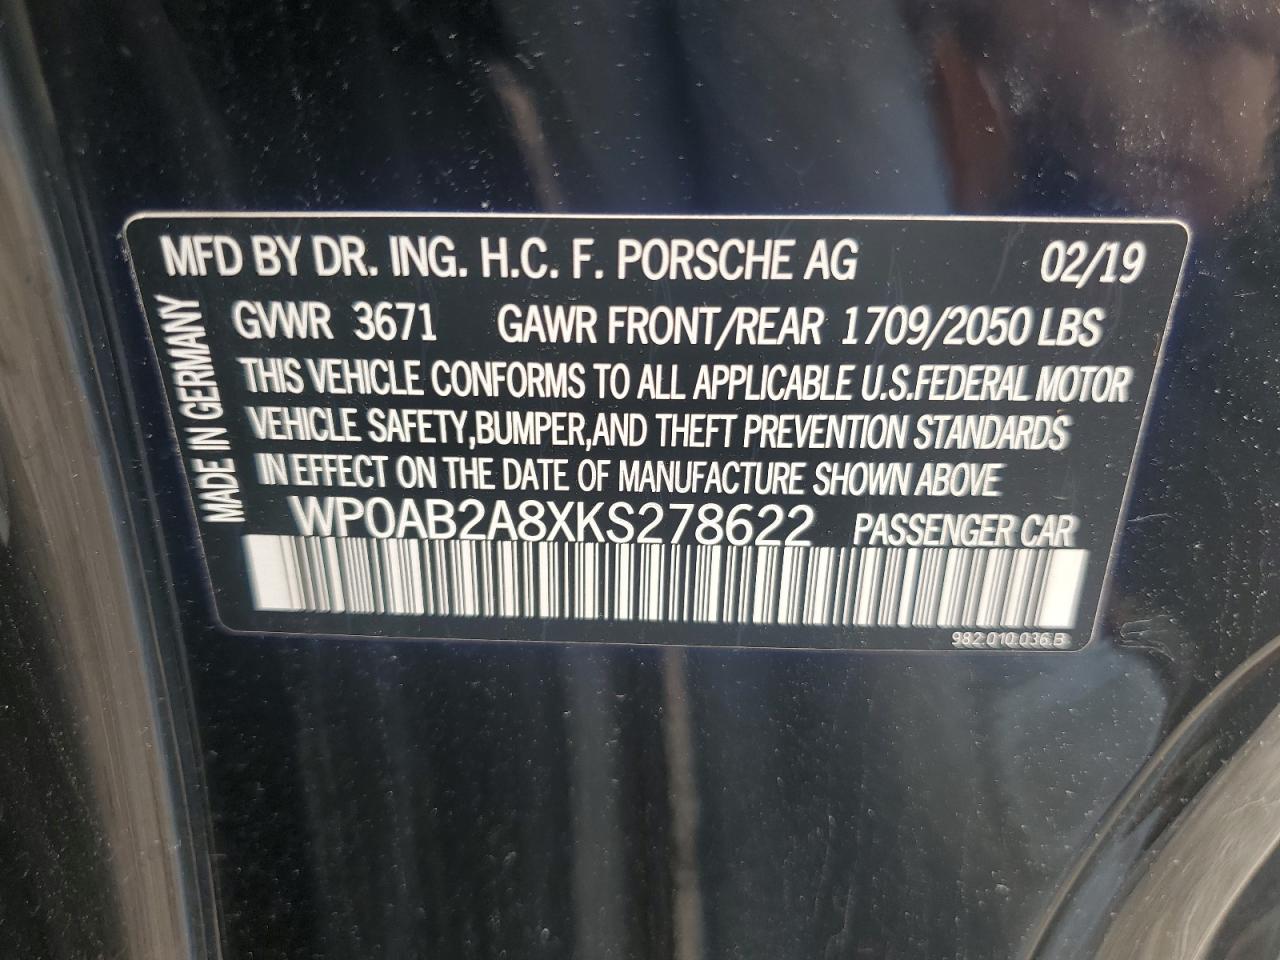 MFD BY DR. ING. H.C. F. PORSCHE AG 02/19
MADE IN GERMANY
GVWR 3671 GAWR FRONT/REAR 1709/2050 LBS
THIS VEHICLE CONFORMS TO ALL APPLICABLE U.S.FEDERAL MOTOR
VEHICLE SAFETY,BUMPER,AND THEFT PREVENTION STANDARDS
IN EFFECT ON THE DATE OF MANUFACTURE SHOWN ABOVE
WP0AB2A8XKS278622 PASSENGER CAR
982.010.036.B